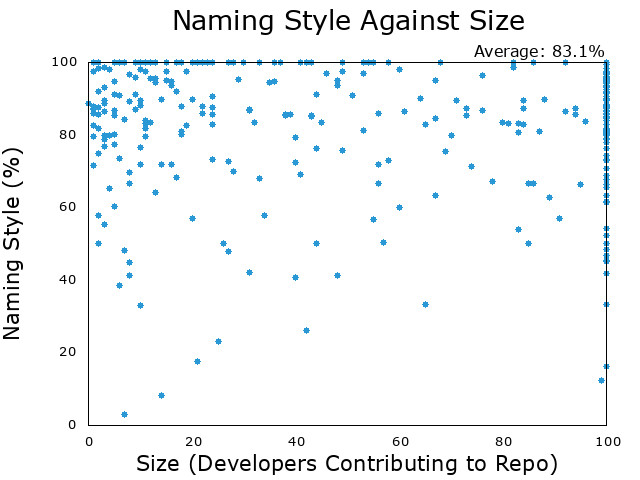 Naming Style Against Size
Average: 83.1%
100
80
60
40
20
0
Naming Style (%)
0 20 40 60 80 100
Size (Developers Contributing to Repo)